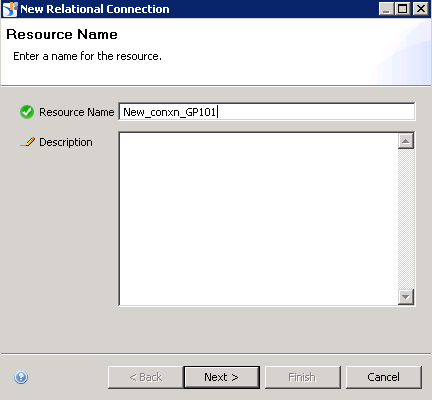 New Relational Connection
Resource Name
Enter a name for the resource.
Resource Name New_conxn_GP101
Description
< Back Next > Finish Cancel